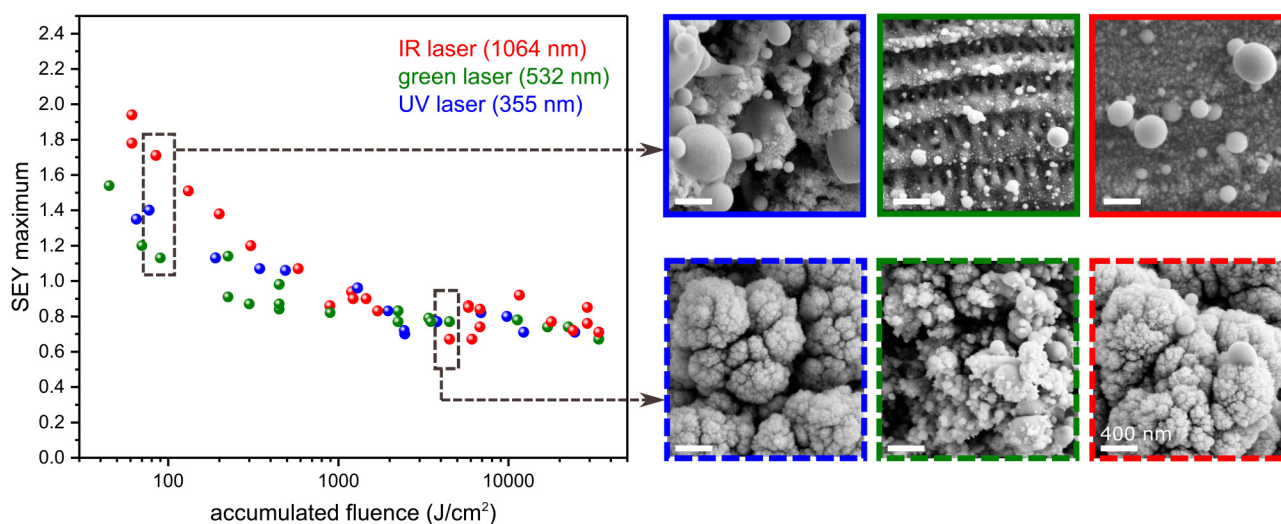 2.4
2.2
2.0
1.8
1.6
1.4
1.2
1.0
0.8
0.6
0.4
0.2
0.0
SEY maximum
IR laser (1064 nm)
green laser (532 nm)
UV laser (355 nm)
100
1000
10000
accumulated fluence (J/cm²)
400 nm